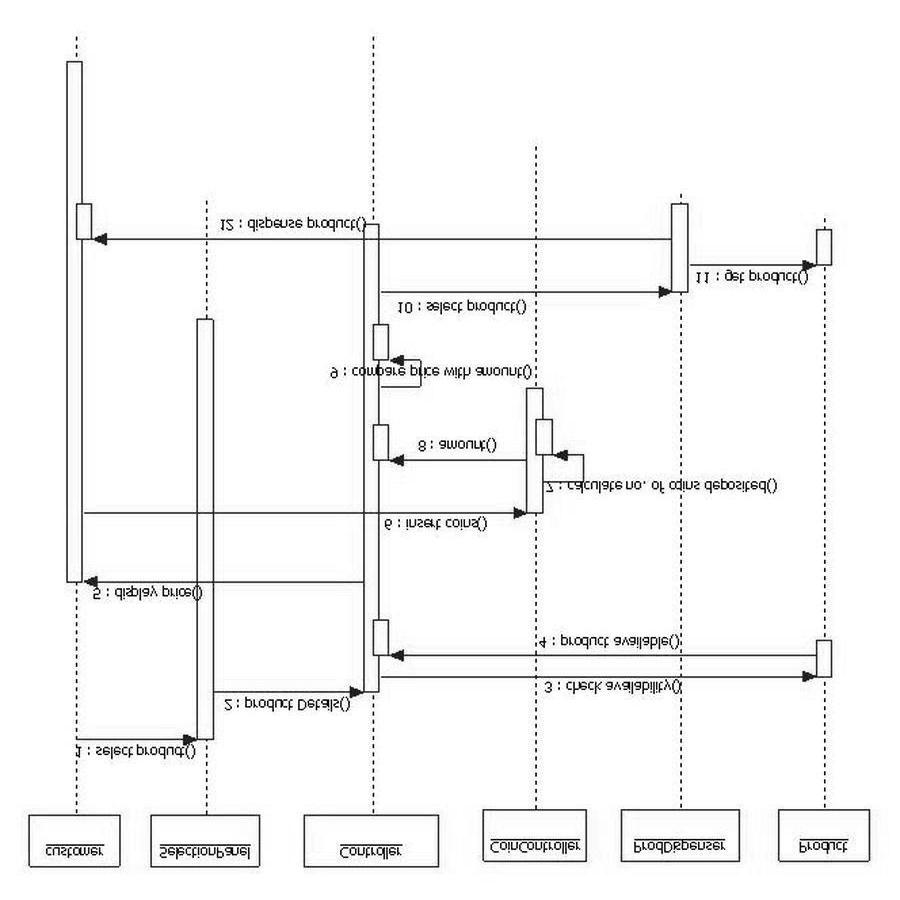 customer
SelectionPanel
Controller
CoinController
ProdDispenser
Product
1 : select product()
2 : product Details()
3 : check availability()
4 : product available()
5 : display price()
6 : insert coins()
7 : calculate no. of coins deposited()
8 : amount()
9 : compare price with amount()
10 : select product()
11 : get product()
12 : dispense product()